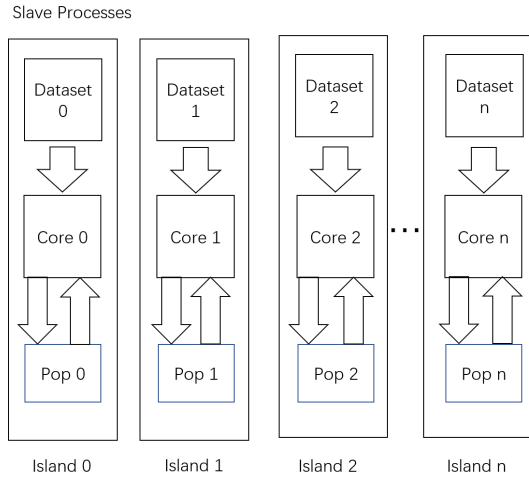 Slave Processes
Dataset
0
Dataset
1
Dataset
2
Dataset
n
Core 0
Core 1
Core 2
...
Core n
Pop 0
Pop 1
Pop 2
Pop n
Island 0
Island 1
Island 2
Island n